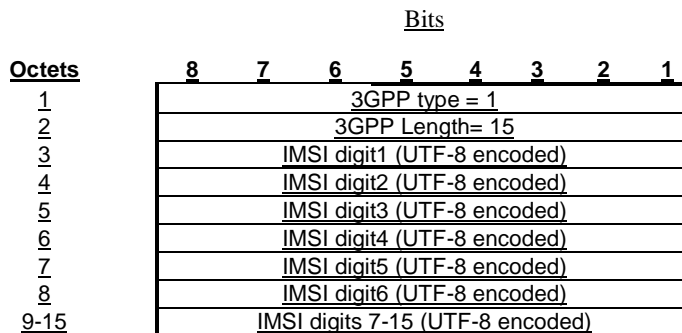 Bits
Octets 8 7 6 5 4 3 2 1
1 3GPP type = 1
2 3GPP Length= 15
3 IMSI digit1 (UTF-8 encoded)
4 IMSI digit2 (UTF-8 encoded)
5 IMSI digit3 (UTF-8 encoded)
6 IMSI digit4 (UTF-8 encoded)
7 IMSI digit5 (UTF-8 encoded)
8 IMSI digit6 (UTF-8 encoded)
9-15 IMSI digits 7-15 (UTF-8 encoded)